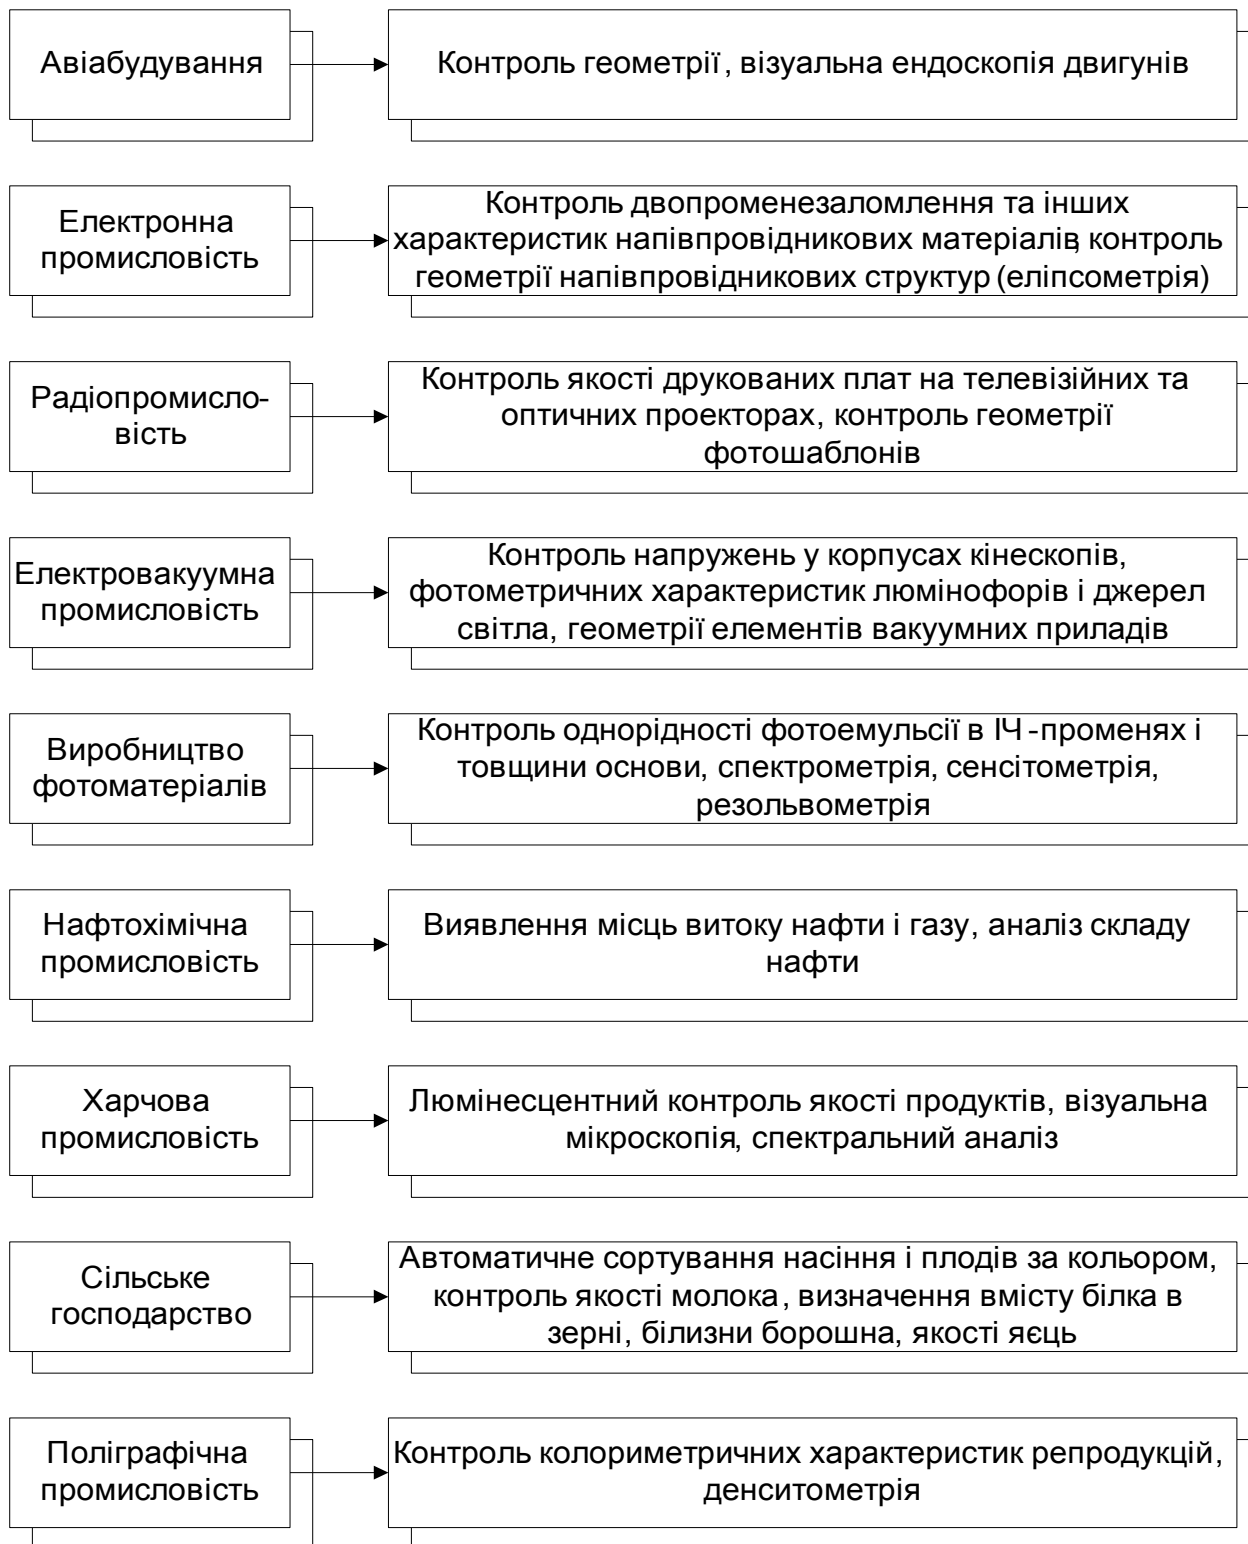 Авіабудування
Контроль геометрії, візуальна ендоскопія двигунів
Електронна
промисловість
Контроль двопроменезаломлення та інших
характеристик напівпровідникових матеріалів, контроль
геометрії напівпровідникових структур (еліпсометрія)
Радіопромисло-
вість
Контроль якості друкованих плат на телевізійних та
оптичних проекторах, контроль геометрії
фотошаблонів
Електровакуумна
промисловість
Контроль напружень у корпусах кінескопів,
фотометричних характеристик люмінофорів і джерел
світла, геометрії елементів вакуумних приладів
Виробництво
фотоматеріалів
Контроль однорідності фотоемульсії в ІЧ-променях і
товщини основи, спектрометрія, сенсітометрія,
резольвометрія
Нафтохімічна
промисловість
Виявлення місць витоку нафти і газу, аналіз складу
нафти
Харчова
промисловість
Люмінесцентний контроль якості продуктів, візуальна
мікроскопія, спектральний аналіз
Сільське
господарство
Автоматичне сортування насіння і плодів за кольором,
контроль якості молока, визначення вмісту білка в
зерні, білизни борошна, якості яєць
Поліграфічна
промисловість
Контроль колориметричних характеристик репродукцій,
денситометрія